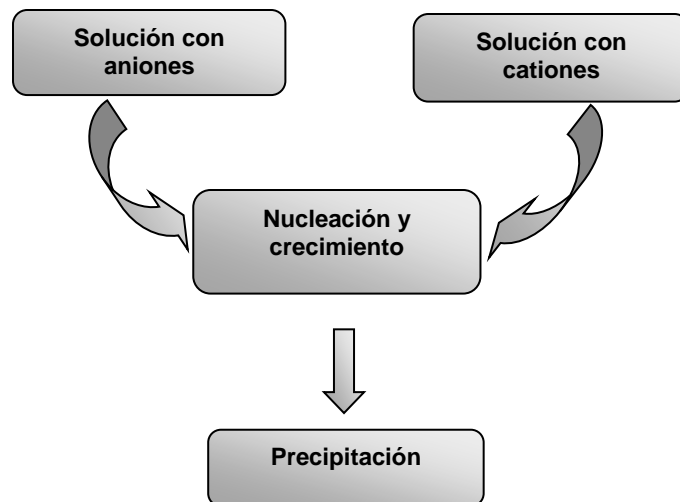 Solución con
aniones
Solución con
cationes
Nucleación y
crecimiento
Precipitación